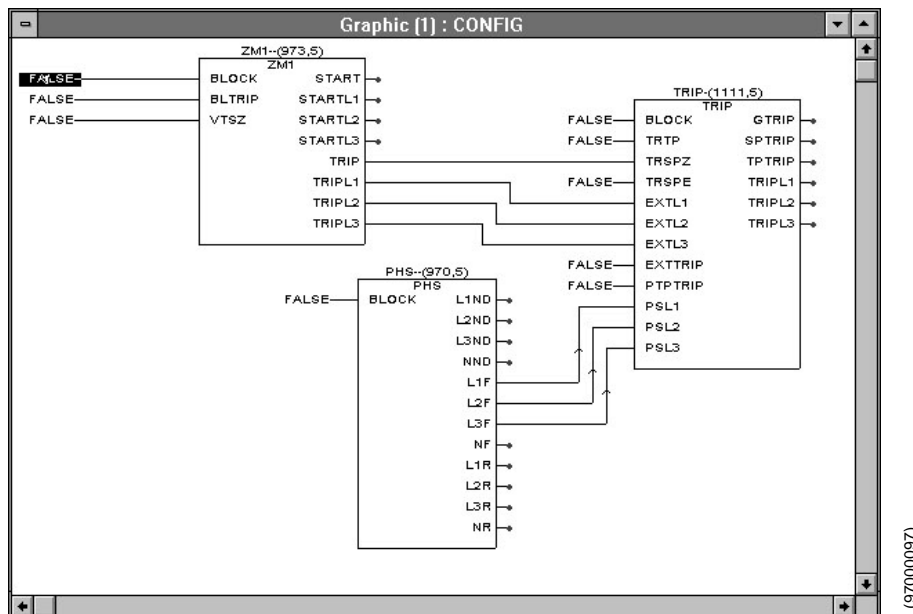 Graphic (1) : CONFIG
ZM1--(973,5)
ZM1
FALSE BLOCK START
FALSE BLTRIP STARTL1
FALSE VTSZ STARTL2
STARTL3
TRIP
TRIPL1
TRIPL2
TRIPL3
TRIP-(1111,5)
TRIP
FALSE BLOCK GTRIP
FALSE TRTP SPTRIP
TRSPZ TPTRIP
FALSE TRSPE TRIPL1
EXTL1 TRIPL2
EXTL2 TRIPL3
EXTL3
FALSE EXTTRIP
FALSE PTPTRIP
PSL1
PSL2
PSL3
PHS--(970,5)
PHS
FALSE BLOCK L1ND
L2ND
L3ND
NND
L1F
L2F
L3F
NF
L1R
L2R
L3R
NR
(97000097)